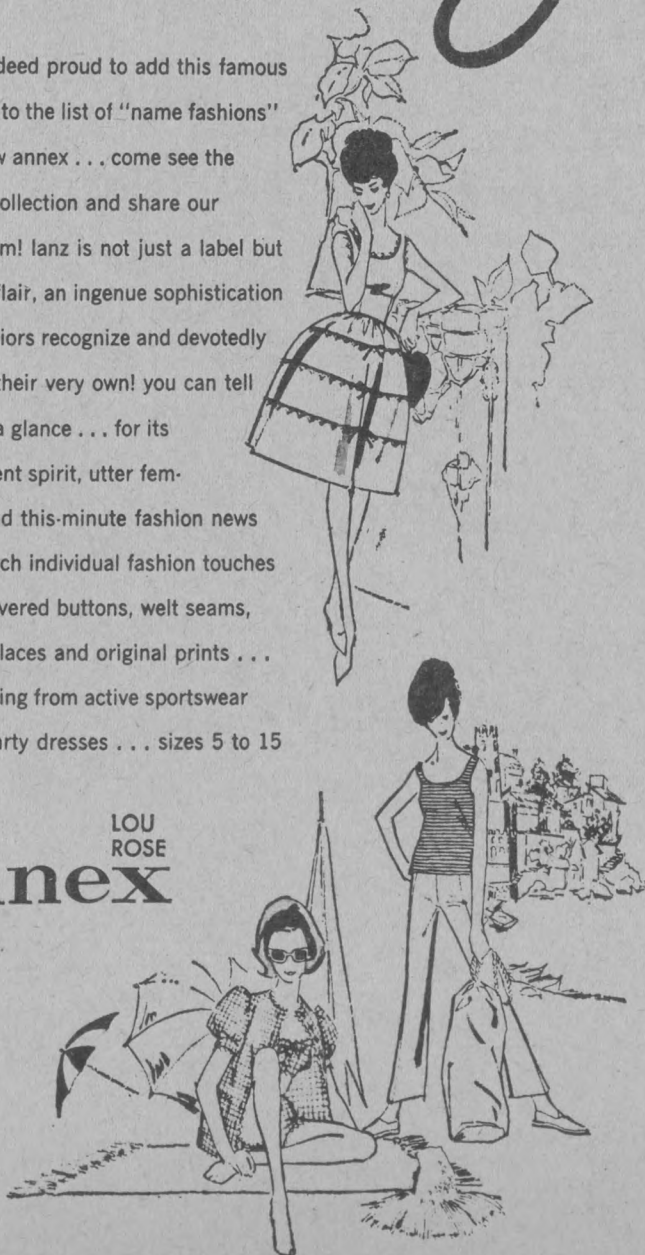 deed proud to add this famous
to the list of "name fashions"
w annex . . . come see the
ollection and share our
m! lanz is not just a label but
lair, an ingenue sophistication
iors recognize and devotedly
their very own! you can tell
a glance . . . for its
ent spirit, utter fem-
d this-minute fashion news
ch individual fashion touches
vered buttons, welt seams,
laces and original prints . . .
ing from active sportswear
arty dresses . . . sizes 5 to 15
LOU
ROSE
nex